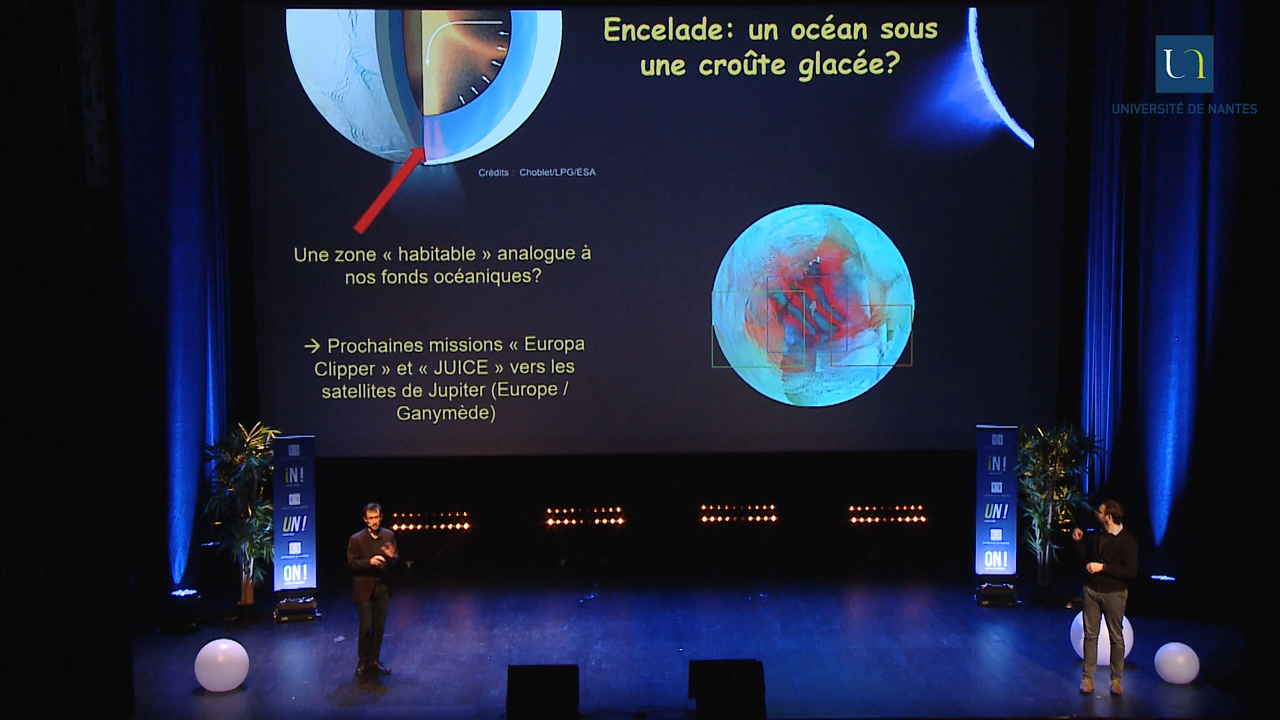 Encelade: un océan sous
une croûte glacée?
UNIVERSITÉ DE NANTES
Crédits : Choblet/LPG/ESA
Une zone « habitable » analogue à
nos fonds océaniques?
→ Prochaines missions « Europa
Clipper » et « JUICE » vers les
satellites de Jupiter (Europe /
Ganymède)
iN!
UN!
ON!
iN!
UN!
ON!